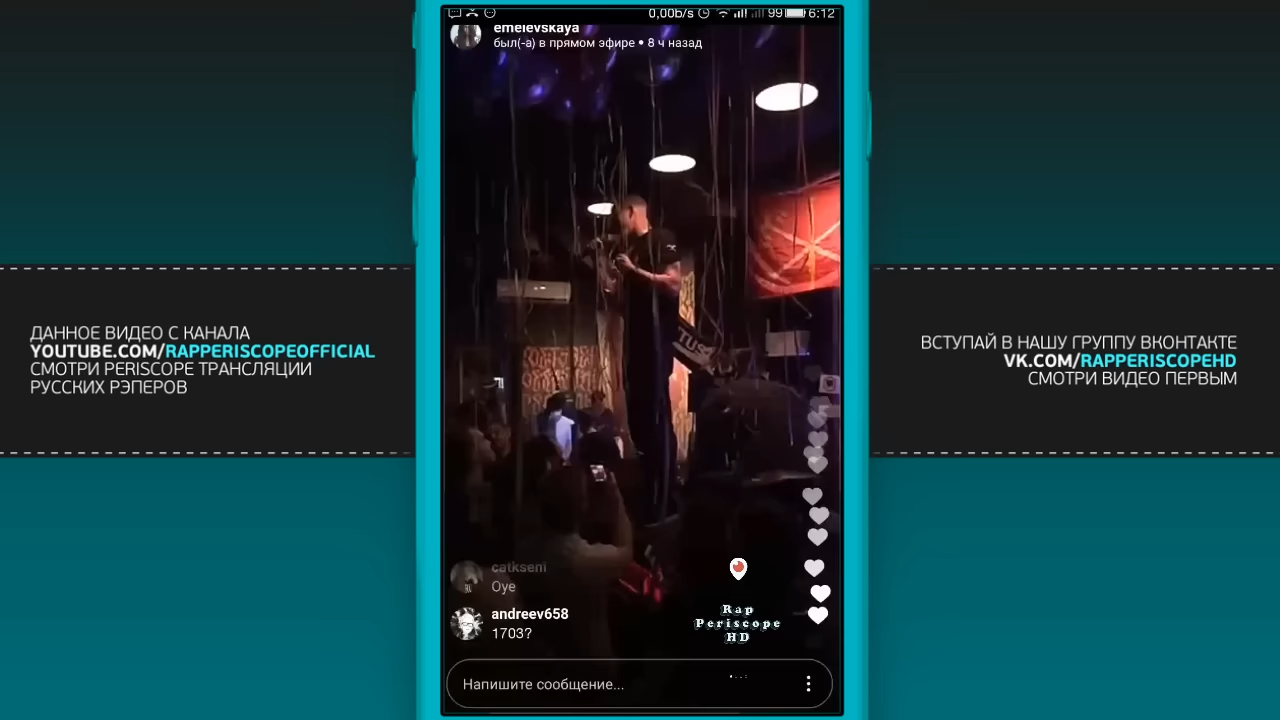 0,00b/s 99 6:12
emelevskaya
был(-а) в прямом эфире • 8 ч назад
ДАННОЕ ВИДЕО С КАНАЛА
YOUTUBE.COM/RAPPERISCOPEOFFICIAL
СМОТРИ PERISCOPE ТРАНСЛЯЦИИ
РУССКИХ РЭПЕРОВ
ВСТУПАЙ В НАШУ ГРУППУ ВКОНТАКТЕ
VK.COM/RAPPERISCOPEHD
СМОТРИ ВИДЕО ПЕРВЫМ
catkseni
Oye
andreev658
1703?
Rap
Periscope
HD
Напишите сообщение...